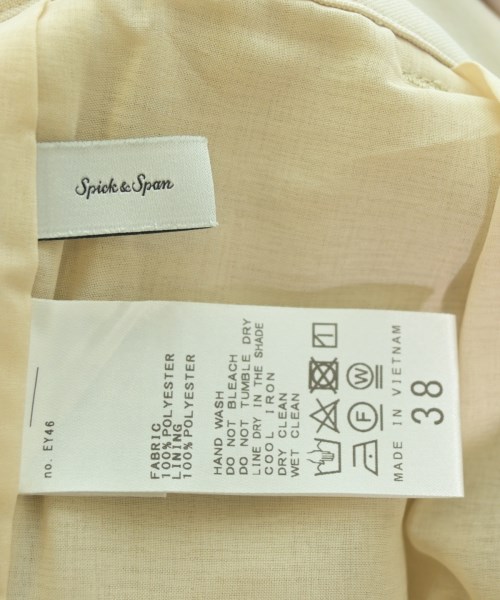 Spick & Span
no. EY46
FABRIC
100% POLYESTER
LINING
100% POLYESTER
HAND WASH
DO NOT BLEACH
DO NOT TUMBLE DRY
LINE DRY IN THE SHADE
COOL IRON
DRY CLEAN
WET CLEAN
F W
MADE IN VIETNAM
38